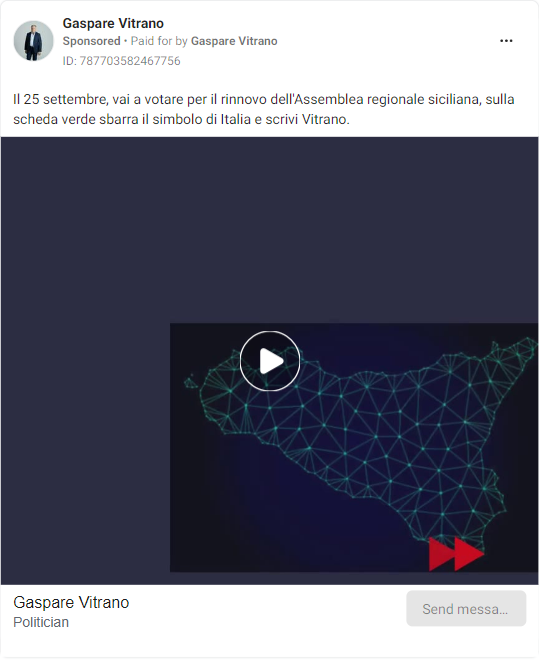 Gaspare Vitrano
Sponsored • Paid for by Gaspare Vitrano
ID: 787703582467756
Il 25 settembre, vai a votare per il rinnovo dell'Assemblea regionale siciliana, sulla
scheda verde sbarra il simbolo di Italia e scrivi Vitrano.
Gaspare Vitrano
Politician
Send messa...